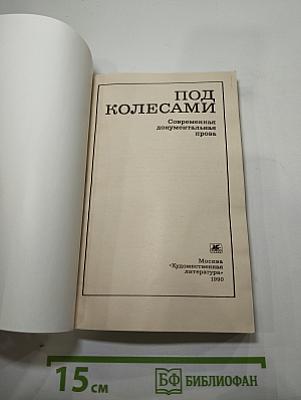 ПОД
КОЛЕСАМИ
Современная
документальная
проза
Москва
«Художественная
литература»
1990
15 см
БФ БИБЛИОФАН